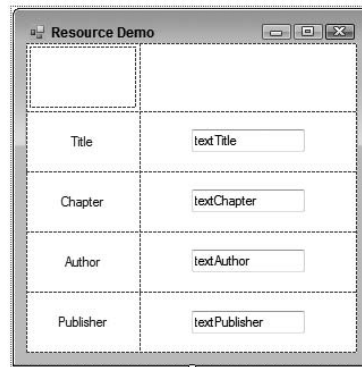 Resource Demo
Title textTitle
Chapter textChapter
Author textAuthor
Publisher textPublisher